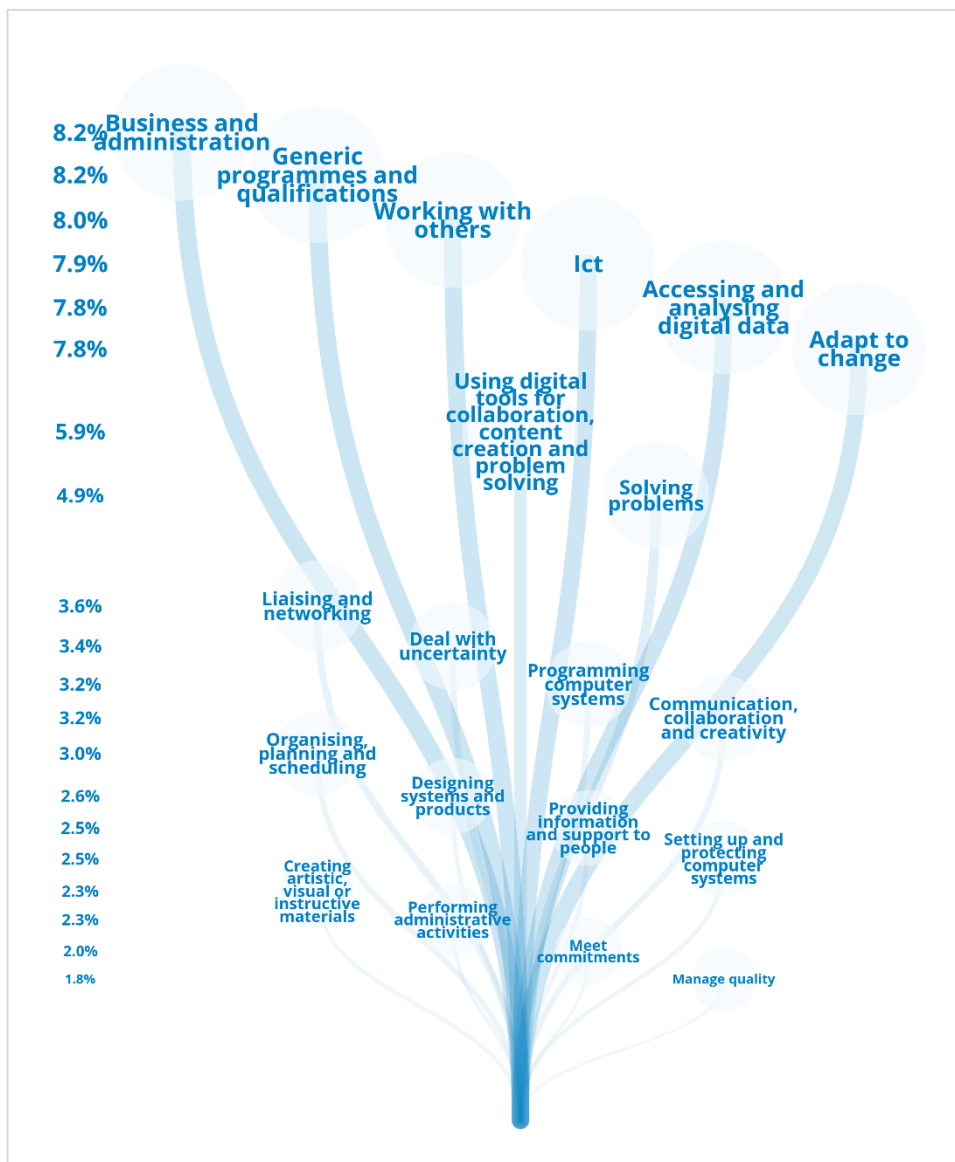 8.2%
Business and
administration
8.2%
Generic
programmes and
qualifications
8.0%
Working with
others
7.9%
Ict
7.8%
Accessing and
analysing
digital data
7.8%
Adapt to
change
5.9%
Using digital
tools for
collaboration,
content
creation and
problem
solving
4.9%
Solving
problems
3.6%
Liaising and
networking
3.4%
Deal with
uncertainty
3.2%
Programming
computer
systems
3.2%
Communication,
collaboration
and creativity
3.0%
Organising,
planning and
scheduling
2.6%
Designing
systems and
products
2.5%
Providing
information
and support to
people
2.5%
Setting up and
protecting
computer
systems
2.3%
Creating
artistic,
visual or
instructive
materials
2.3%
Performing
administrative
activities
2.0%
Meet
commitments
1.8%
Manage quality